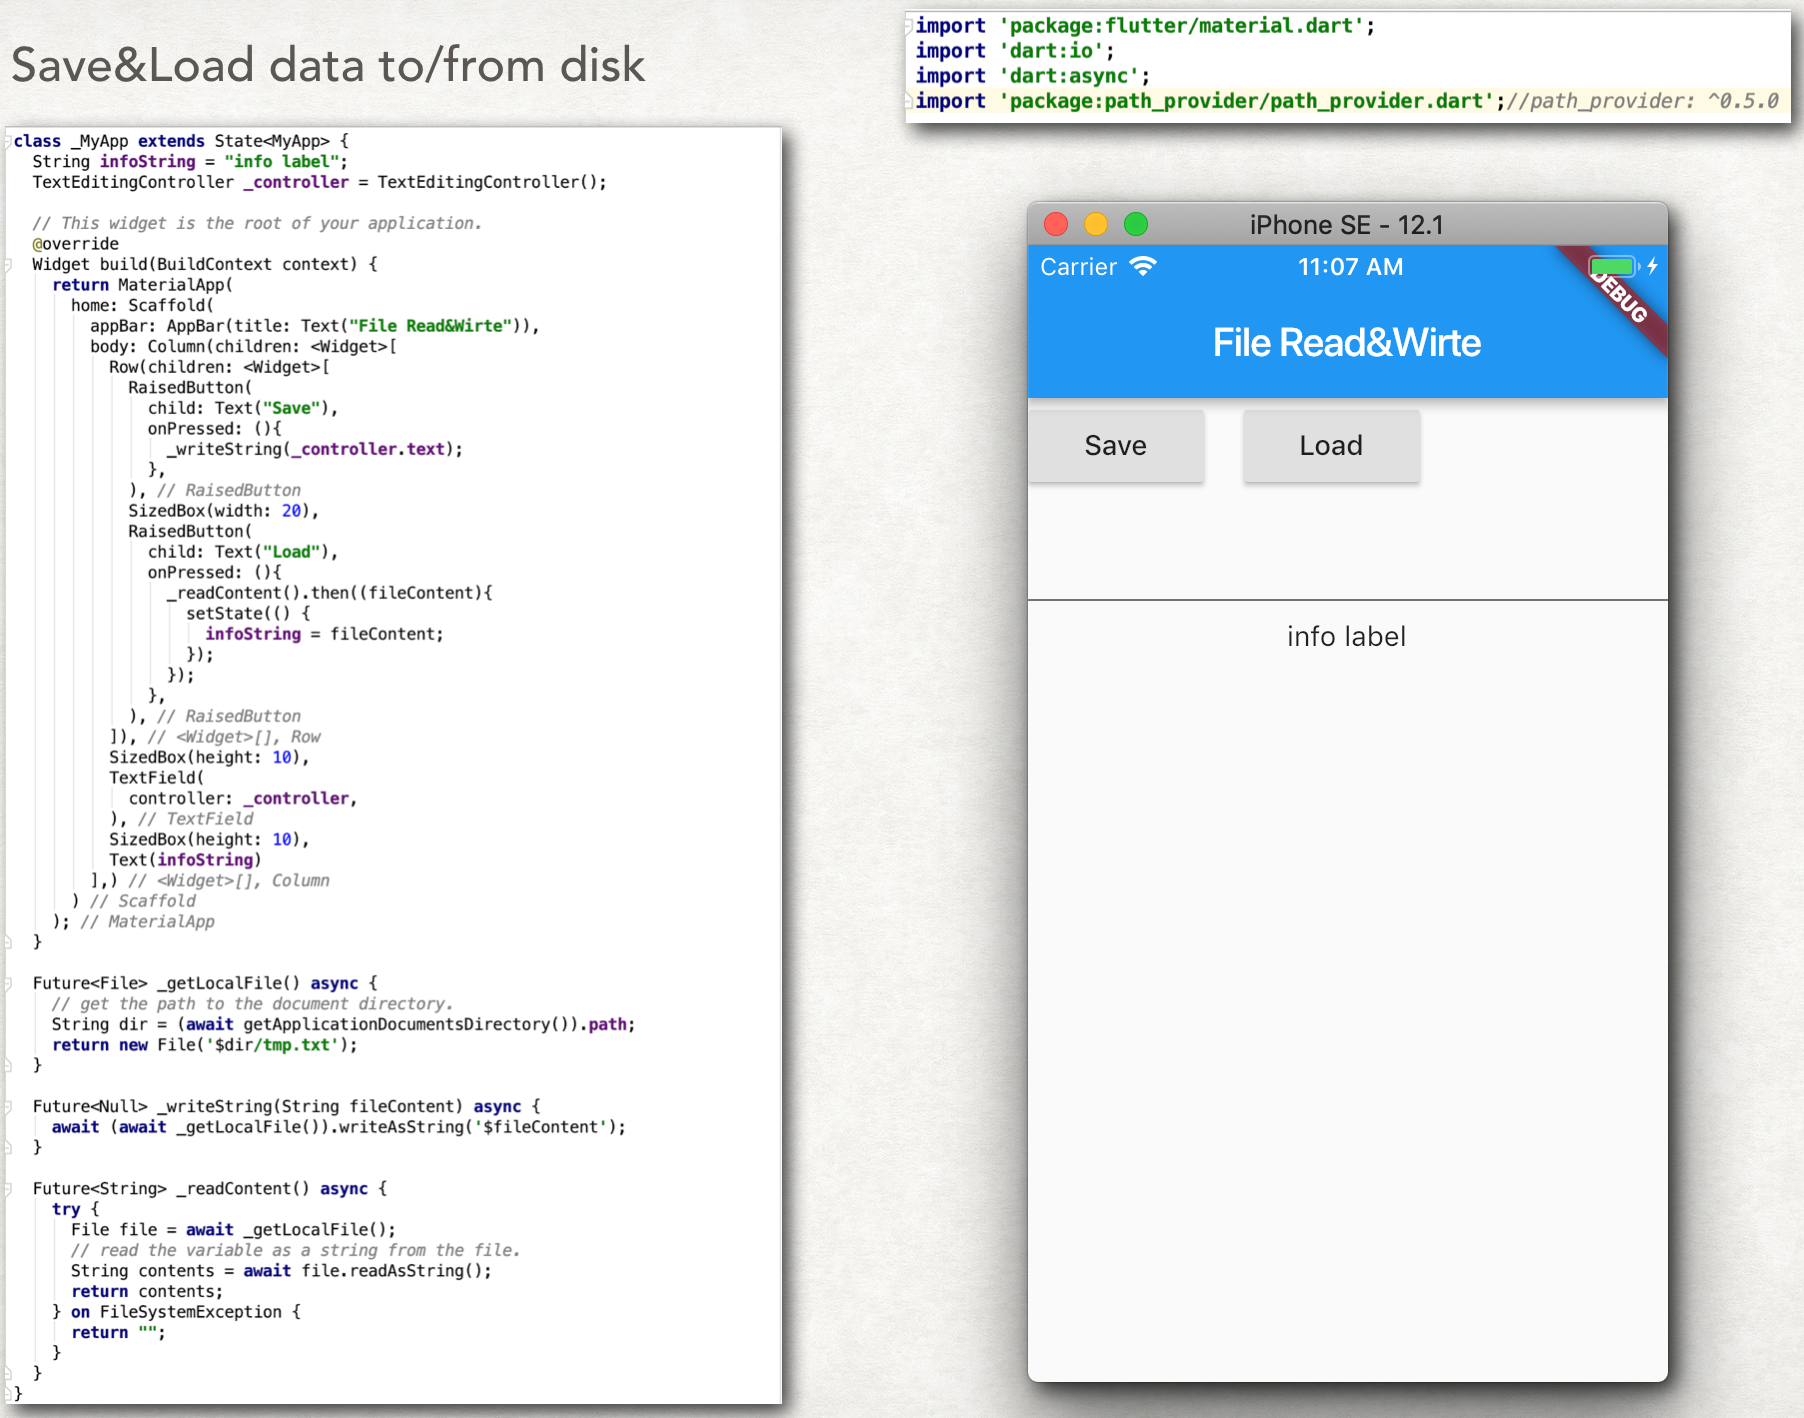 Save&Load data to/from disk
import 'package:flutter/material.dart';
import 'dart:io';
import 'dart:async';
import 'package:path_provider/path_provider.dart';//path_provider: ^0.5.0
class _MyApp extends State<MyApp> {
  String infoString = "info label";
  TextEditingController _controller = TextEditingController();

  // This widget is the root of your application.
  @override
  Widget build(BuildContext context) {
    return MaterialApp(
      home: Scaffold(
        appBar: AppBar(title: Text("File Read&Wirte")),
        body: Column(children: <Widget>[
          Row(children: <Widget>[
            RaisedButton(
              child: Text("Save"),
              onPressed: (){
                _writeString(_controller.text);
              },
            ), // RaisedButton
            SizedBox(width: 20),
            RaisedButton(
              child: Text("Load"),
              onPressed: (){
                _readContent().then((fileContent){
                  setState(() {
                    infoString = fileContent;
                  });
                });
              },
            ), // RaisedButton
          ]), // <Widget>[], Row
          SizedBox(height: 10),
          TextField(
            controller: _controller,
          ), // TextField
          SizedBox(height: 10),
          Text(infoString)
        ],) // <Widget>[], Column
      ) // Scaffold
    ); // MaterialApp
  }

  Future<File> _getLocalFile() async {
    // get the path to the document directory.
    String dir = (await getApplicationDocumentsDirectory()).path;
    return new File('$dir/tmp.txt');
  }

  Future<Null> _writeString(String fileContent) async {
    await (await _getLocalFile()).writeAsString('$fileContent');
  }

  Future<String> _readContent() async {
    try {
      File file = await _getLocalFile();
      // read the variable as a string from the file.
      String contents = await file.readAsString();
      return contents;
    } on FileSystemException {
      return "";
    }
  }
}
iPhone SE - 12.1
Carrier 11:07 AM
DEBUG
File Read&Wirte
Save Load
info label